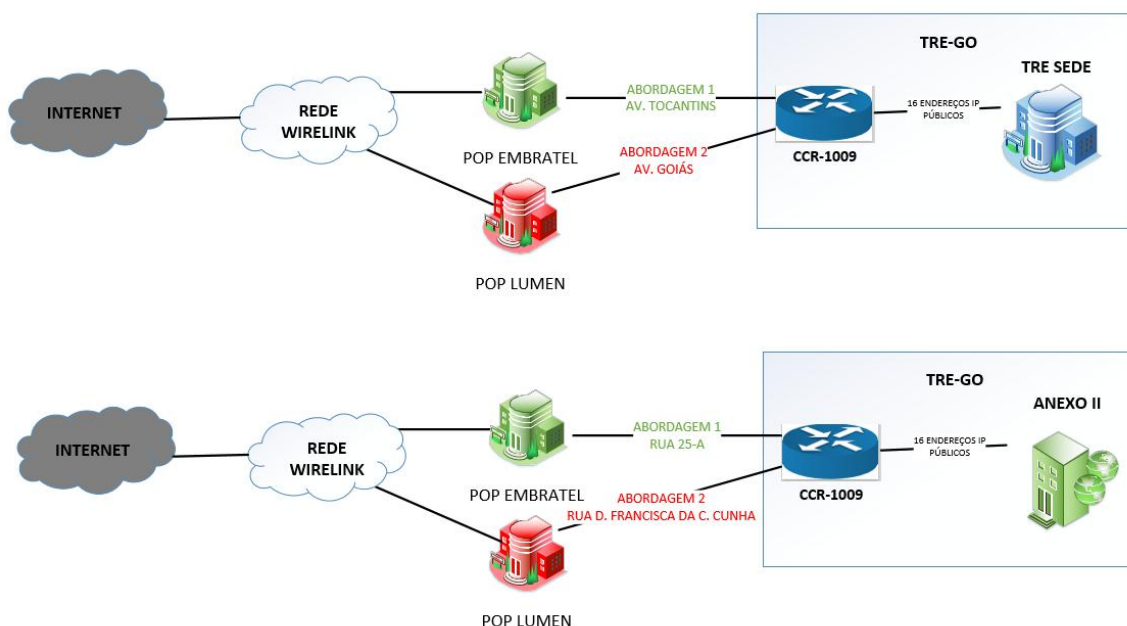 TRE-GO
TRE SEDE
INTERNET
REDE
WIRELINK
ABORDAGEM 1
AV. TOCANTINS
16 ENDEREÇOS IP
PÚBLICOS
POP EMBRATEL
ABORDAGEM 2
AV. GOIÁS
CCR-1009
POP LUMEN
TRE-GO
ANEXO II
INTERNET
REDE
WIRELINK
ABORDAGEM 1
RUA 25-A
16 ENDEREÇOS IP
PÚBLICOS
POP EMBRATEL
ABORDAGEM 2
RUA D. FRANCISCA DA C. CUNHA
CCR-1009
POP LUMEN